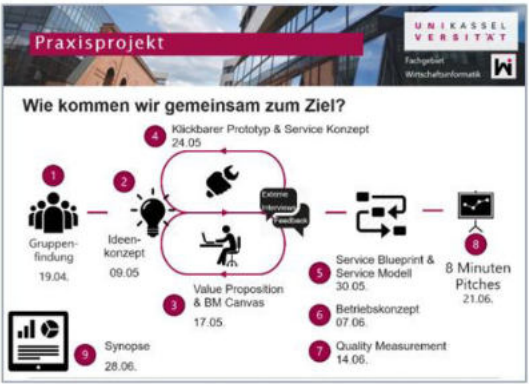 Praxisprojekt
UNIKASSEL
VERSITÄT
Fachgebiet
Wirtschaftsinformatik
Wie kommen wir gemeinsam zum Ziel?
4
Klickbarer Prototyp & Service Konzept
24.05
1
Gruppen-
findung
19.04.
2
Ideen-
konzept
09.05
Externe
Interviews
Feedback
3
Value Proposition
& BM Canvas
17.05.
5
Service Blueprint &
Service Modell
30.05.
6
Betriebskonzept
07.06.
7
Quality Measurement
14.06.
8
8 Minuten
Pitches
21.06.
9
Synopse
28.06.